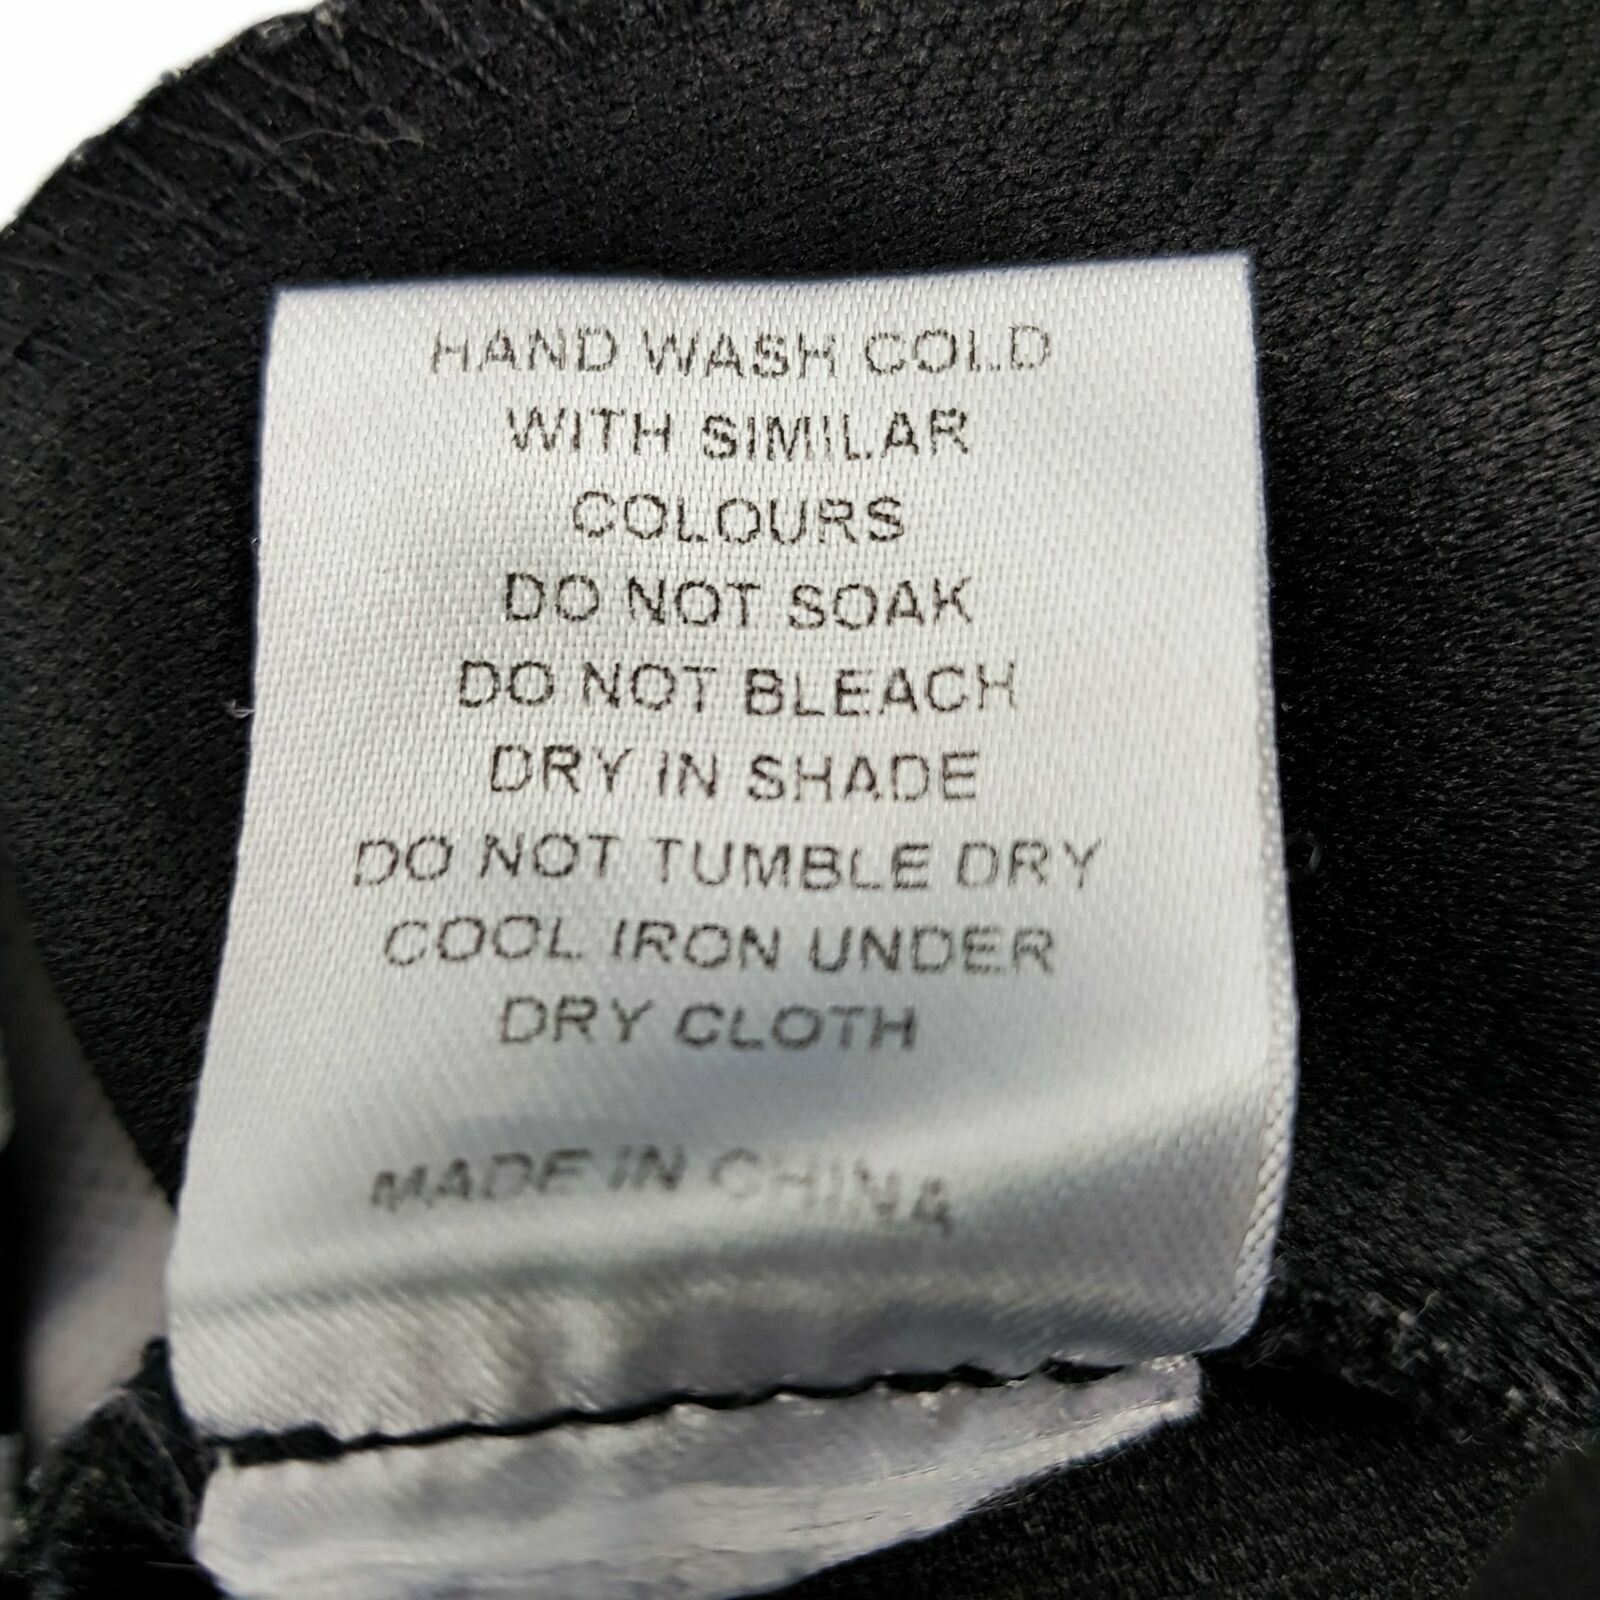 HAND WASH COLD
WITH SIMILAR
COLOURS
DO NOT SOAK
DO NOT BLEACH
DRY IN SHADE
DO NOT TUMBLE DRY
COOL IRON UNDER
DRY CLOTH
MADE IN CHINA